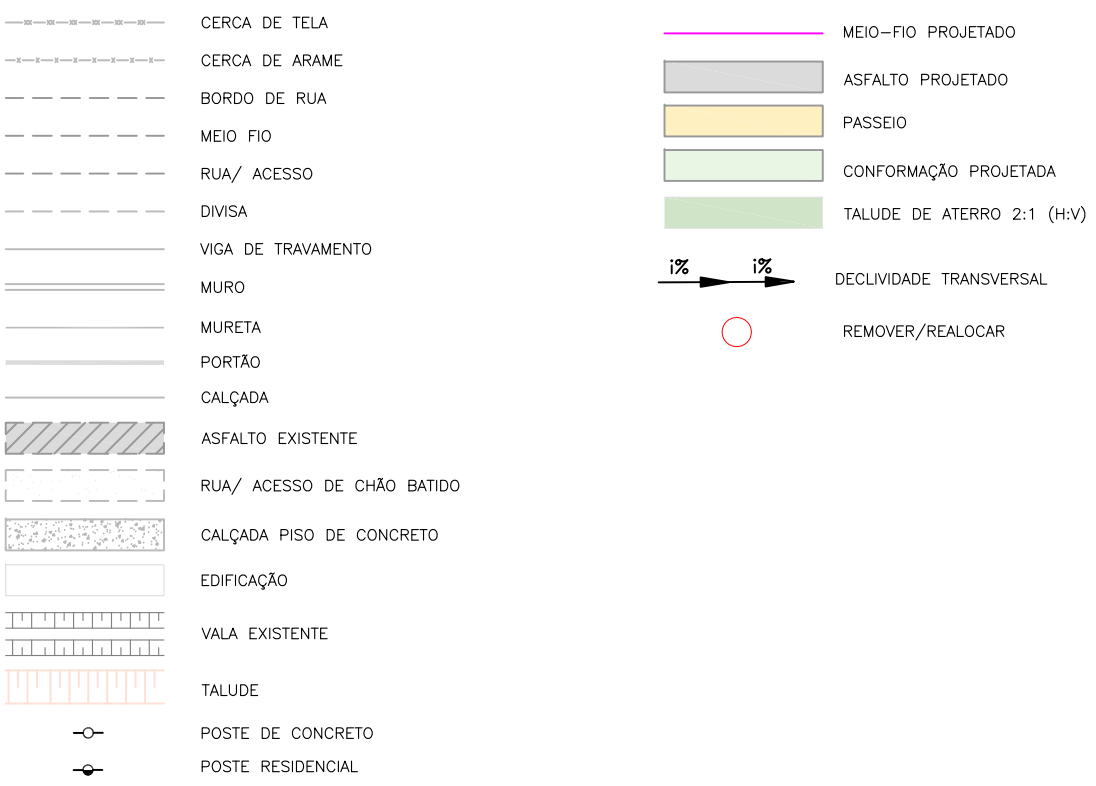 CERCA DE TELA
CERCA DE ARAME
BORDO DE RUA
MEIO FIO
RUA/ ACESSO
DIVISA
VIGA DE TRAVAMENTO
MURO
MURETA
PORTÃO
CALÇADA
ASFALTO EXISTENTE
RUA/ ACESSO DE CHÃO BATIDO
CALÇADA PISO DE CONCRETO
EDIFICAÇÃO
VALA EXISTENTE
TALUDE
POSTE DE CONCRETO
POSTE RESIDENCIAL
MEIO-FIO PROJETADO
ASFALTO PROJETADO
PASSEIO
CONFORMAÇÃO PROJETADA
TALUDE DE ATERRO 2:1 (H:V)
i% i%
DECLIVIDADE TRANSVERSAL
REMOVER/REALOCAR